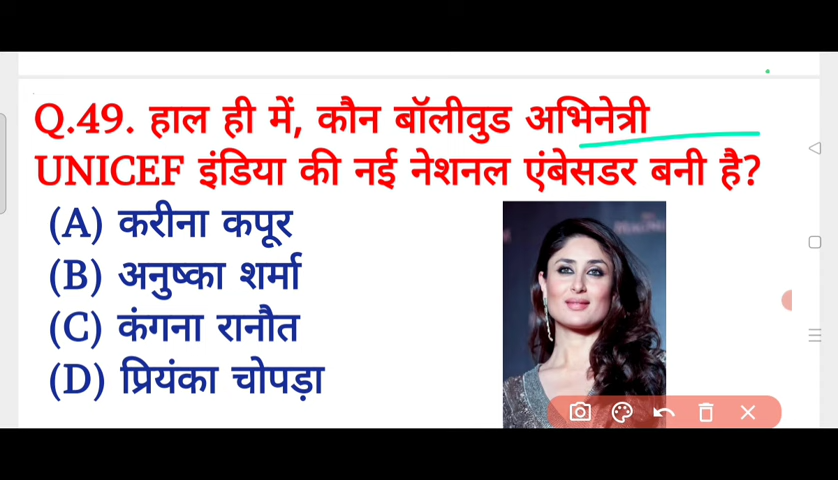 Q.49. हाल ही में, कौन बॉलीवुड अभिनेत्री
UNICEF इंडिया की नई नेशनल एंबेसडर बनी है?
(A) करीना कपूर
(B) अनुष्का शर्मा
(C) कंगना रानौत
(D) प्रियंका चोपड़ा